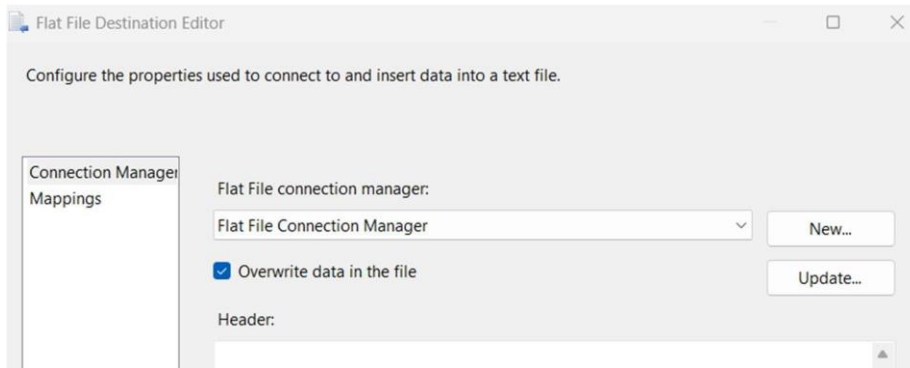 Flat File Destination Editor
Configure the properties used to connect to and insert data into a text file.
Connection Manager
Mappings
Flat File connection manager:
Flat File Connection Manager
New...
Overwrite data in the file
Update...
Header: